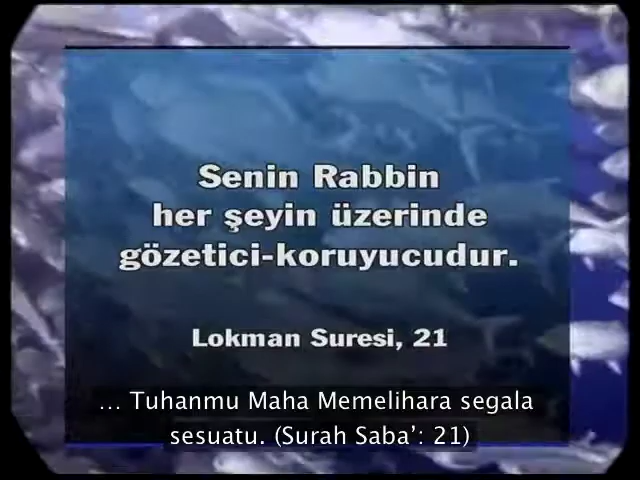 Senin Rabbin
her şeyin üzerinde
gözetici-koruyucudur.
Lokman Suresi, 21
... Tuhanmu Maha Memelihara segala
sesuatu. (Surah Saba’: 21)